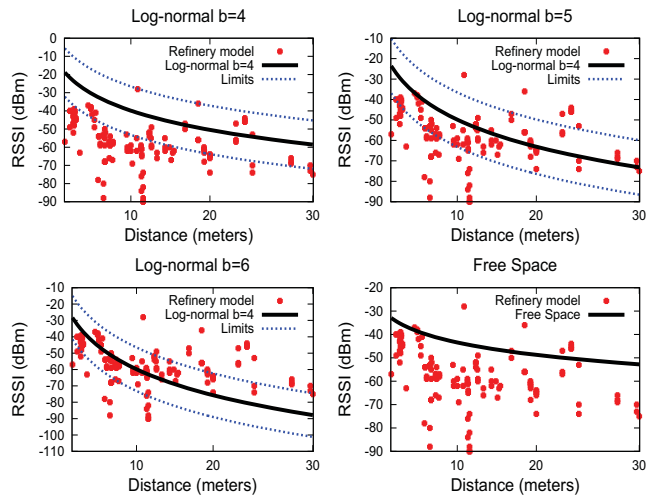 Log-normal b=4
RSSI (dBm)
0
-10
-20
-30
-40
-50
-60
-70
-80
-90
Refinery model
Log-normal b=4
Limits
10
20
30
Distance (meters)
Log-normal b=5
RSSI (dBm)
-10
-20
-30
-40
-50
-60
-70
-80
-90
Refinery model
Log-normal b=4
Limits
10
20
30
Distance (meters)
Log-normal b=6
RSSI (dBm)
-10
-20
-30
-40
-50
-60
-70
-80
-90
-100
-110
Refinery model
Log-normal b=4
Limits
10
20
30
Distance (meters)
Free Space
RSSI (dBm)
-20
-30
-40
-50
-60
-70
-80
-90
Refinery model
Free Space
10
20
30
Distance (meters)